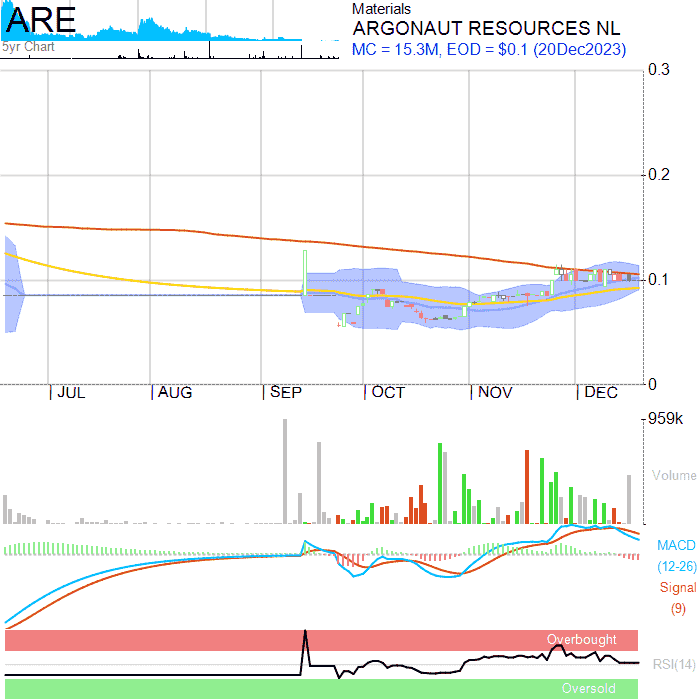 ARE
5yr Chart
Materials
ARGONAUT RESOURCES NL
MC = 15.3M, EOD = $0.1 (20Dec2023)
0.3
0.2
0.1
0
JUL
AUG
SEP
OCT
NOV
DEC
959k
Volume
MACD
(12-26)
Signal
(9)
Overbought
RSI(14)
Oversold